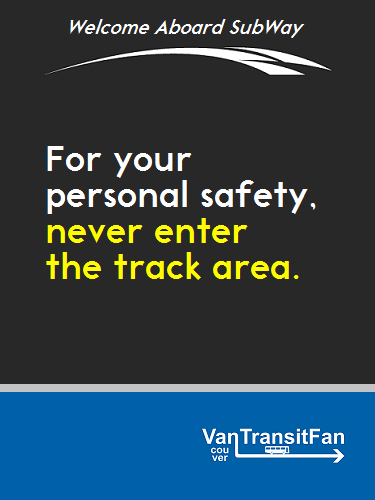 Welcome Aboard SubWay
For your
personal safety,
never enter
the track area.
VanTransitFan
cou
ver